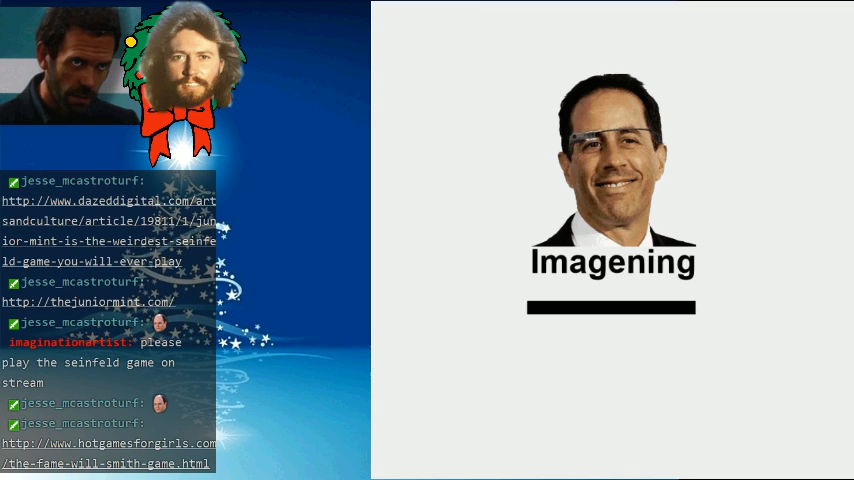 jesse_mcastroturf:
http://www.dazeddigital.com/art
sandculture/article/19811/1/jun
ior-mint-is-the-weirdest-seinfe
ld-game-you-will-ever-play
jesse_mcastroturf:
http://thejuniormint.com/
jesse_mcastroturf:
imaginationartist: please
play the seinfeld game on
stream
jesse_mcastroturf:
jesse_mcastroturf:
http://www.hotgamesforgirls.com
/the-fame-will-smith-game.html
Imagening